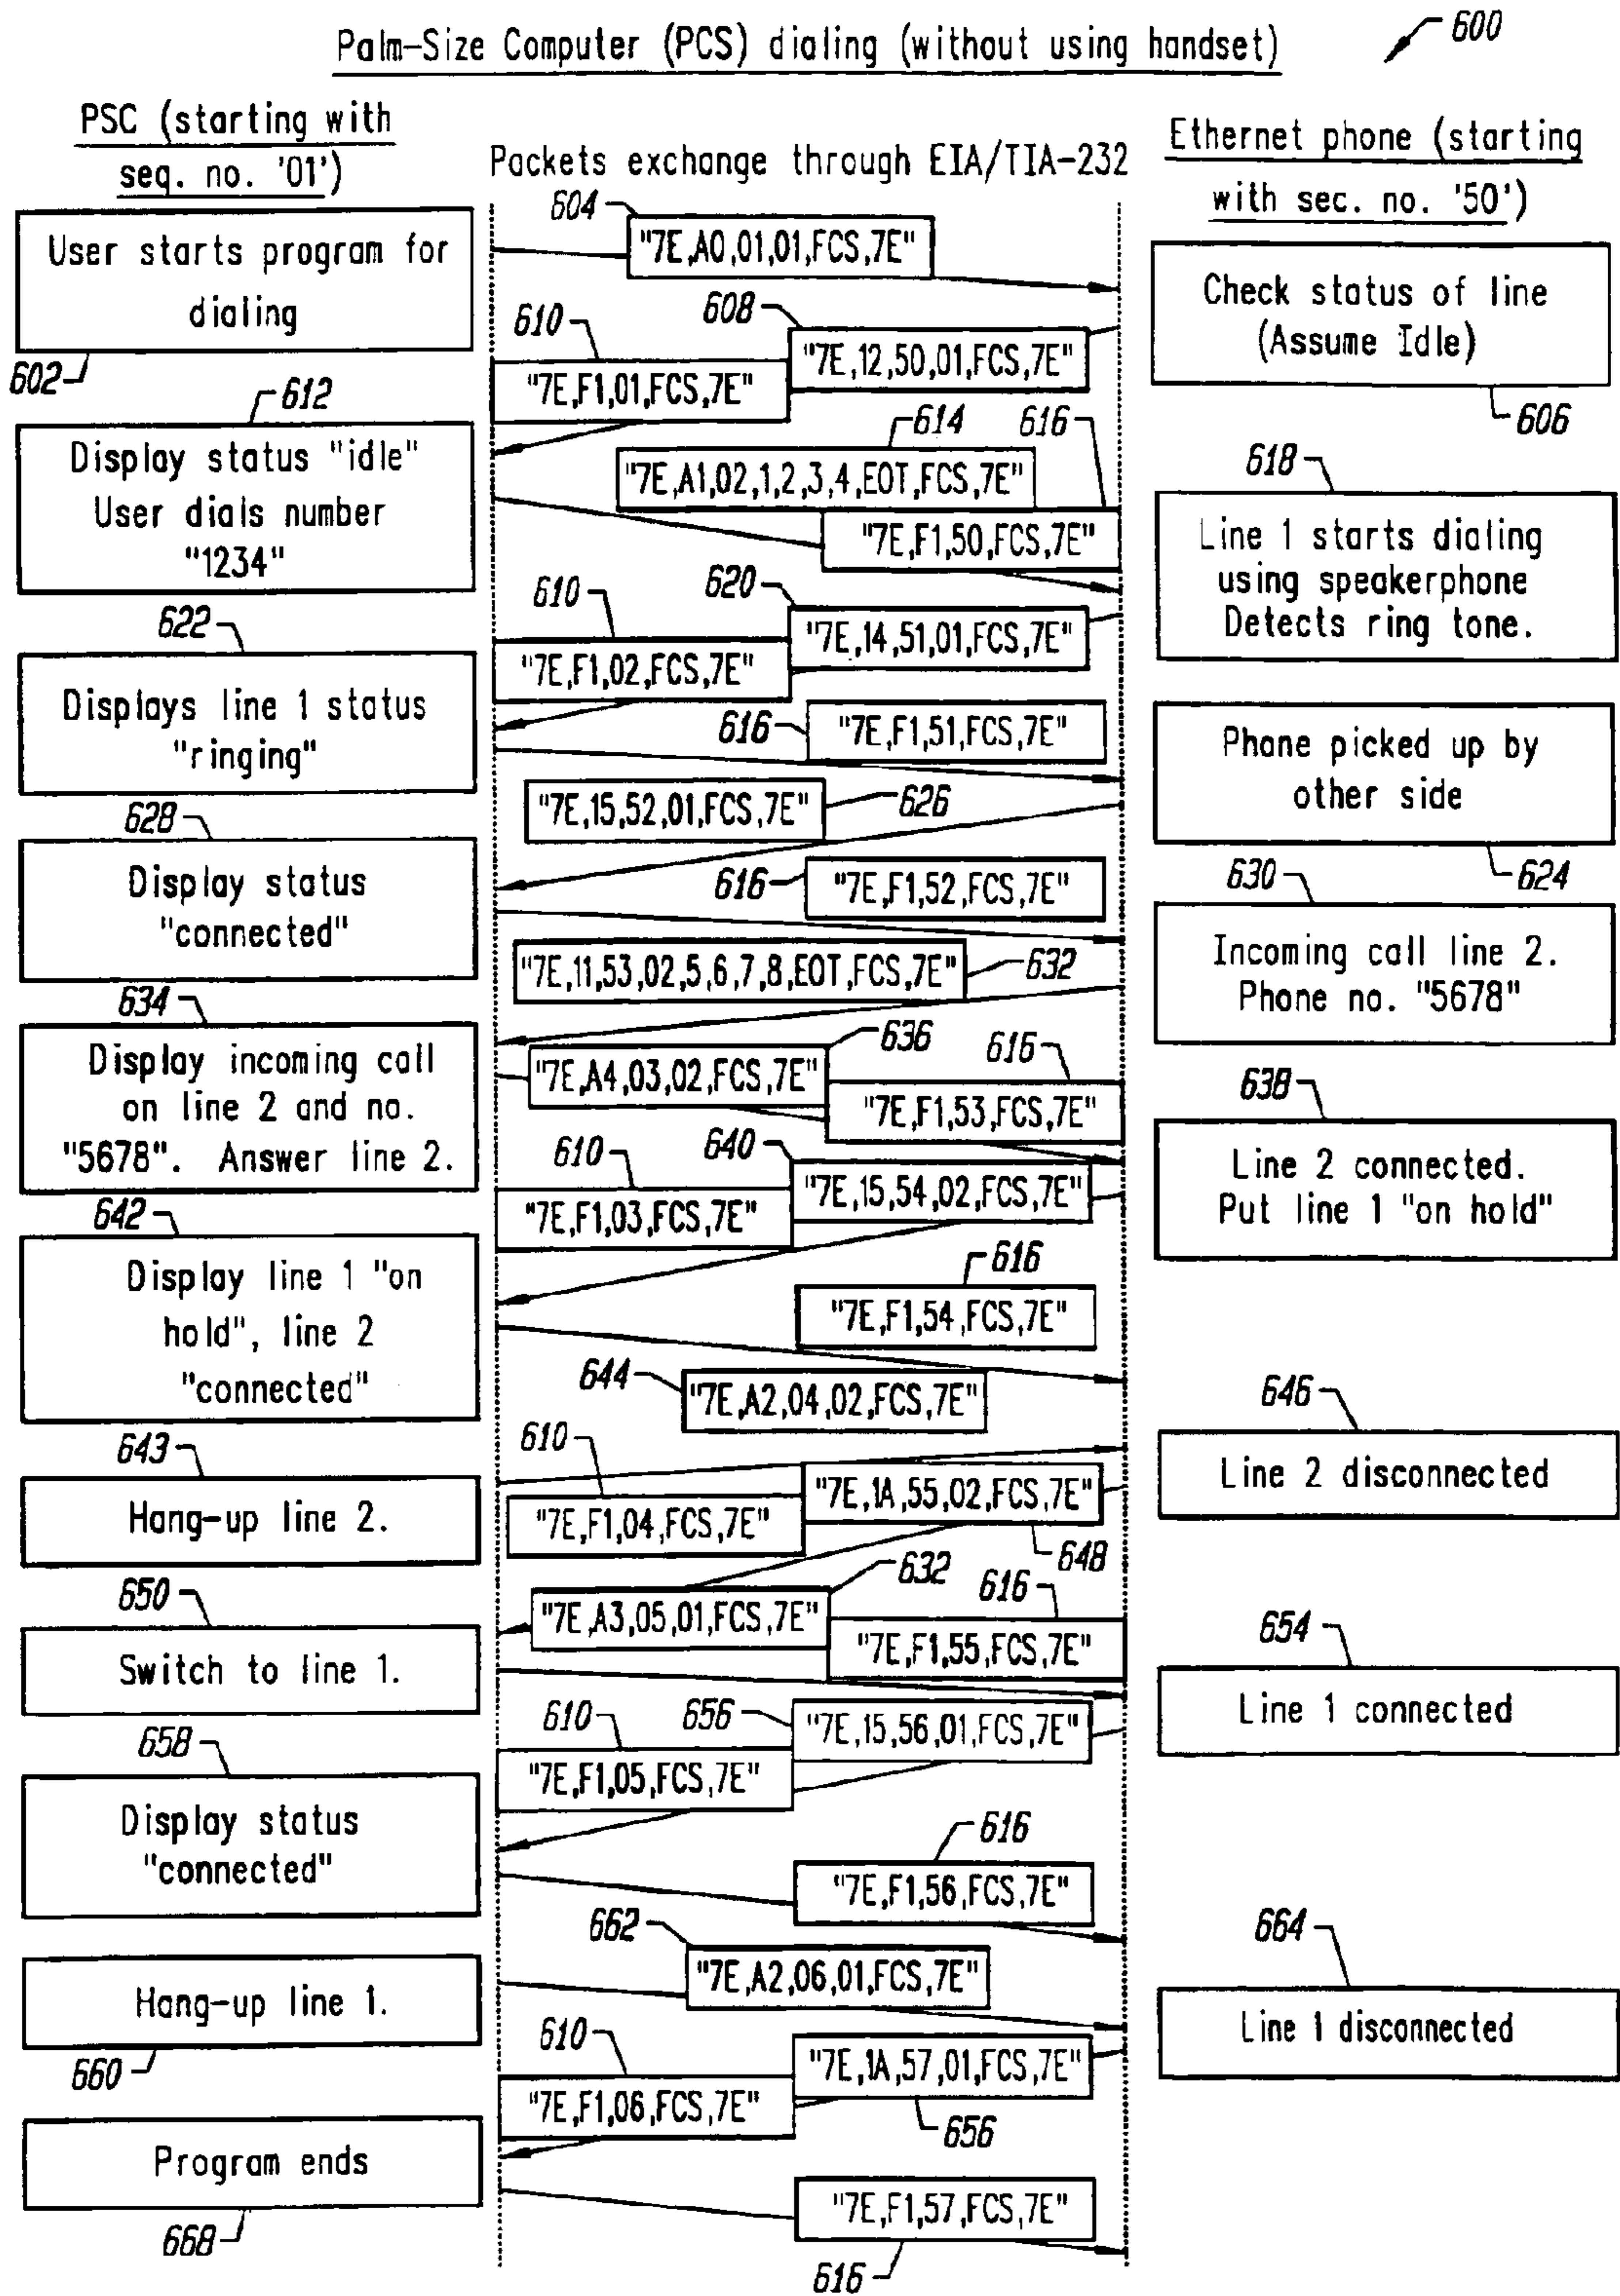 Palm-Size Computer (PCS) dialing (without using handset)
600
PSC (starting with
seq. no. '01')
Packets exchange through EIA/TIA-232
Ethernet phone (starting
with sec. no. '50')
User starts program for
dialing
602
604
"7E,A0,01,01,FCS,7E"
Check status of line
(Assume Idle)
606
608
"7E,12,50,01,FCS,7E"
610
"7E,F1,01,FCS,7E"
612
Display status "idle"
User dials number
"1234"
614
"7E,A1,02,1,2,3,4,EOT,FCS,7E"
616
"7E,F1,50,FCS,7E"
618
Line 1 starts dialing
using speakerphone
Detects ring tone.
620
"7E,14,51,01,FCS,7E"
610
"7E,F1,02,FCS,7E"
622
Displays line 1 status
"ringing"
616
"7E,F1,51,FCS,7E"
Phone picked up by
other side
624
"7E,15,52,01,FCS,7E"
626
628
Display status
"connected"
616
"7E,F1,52,FCS,7E"
630
Incoming call line 2.
Phone no. "5678"
"7E,11,53,02,5,6,7,8,EOT,FCS,7E"
632
634
Display incoming call
on line 2 and no.
"5678". Answer line 2.
636
"7E,A4,03,02,FCS,7E"
616
"7E,F1,53,FCS,7E"
638
Line 2 connected.
Put line 1 "on hold"
640
"7E,15,54,02,FCS,7E"
610
"7E,F1,03,FCS,7E"
642
Display line 1 "on
hold", line 2
"connected"
616
"7E,F1,54,FCS,7E"
644
"7E,A2,04,02,FCS,7E"
643
Hang-up line 2.
646
Line 2 disconnected
610
"7E,F1,04,FCS,7E"
"7E,1A,55,02,FCS,7E"
648
650
Switch to line 1.
632
"7E,A3,05,01,FCS,7E"
616
"7E,F1,55,FCS,7E"
654
Line 1 connected
656
"7E,15,56,01,FCS,7E"
610
"7E,F1,05,FCS,7E"
658
Display status
"connected"
616
"7E,F1,56,FCS,7E"
Hang-up line 1.
660
662
"7E,A2,06,01,FCS,7E"
664
Line 1 disconnected
610
"7E,F1,06,FCS,7E"
"7E,1A,57,01,FCS,7E"
656
Program ends
668
"7E,F1,57,FCS,7E"
616